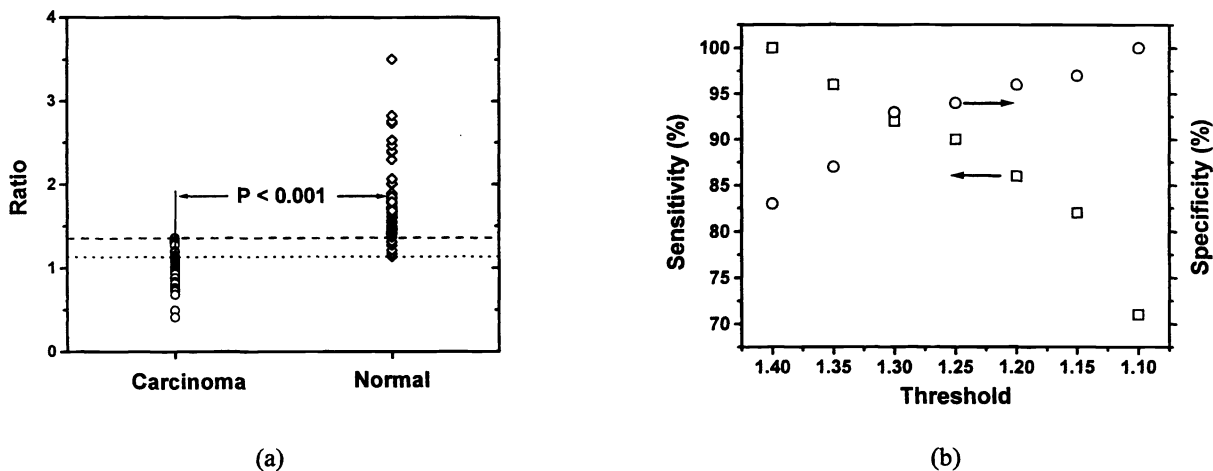 4
3
2
1
0
Ratio
P < 0.001
Carcinoma
Normal
(a)
100
95
90
85
80
75
70
Sensitivity (%)
Specificity (%)
1.40 1.35 1.30 1.25 1.20 1.15 1.10
Threshold
(b)